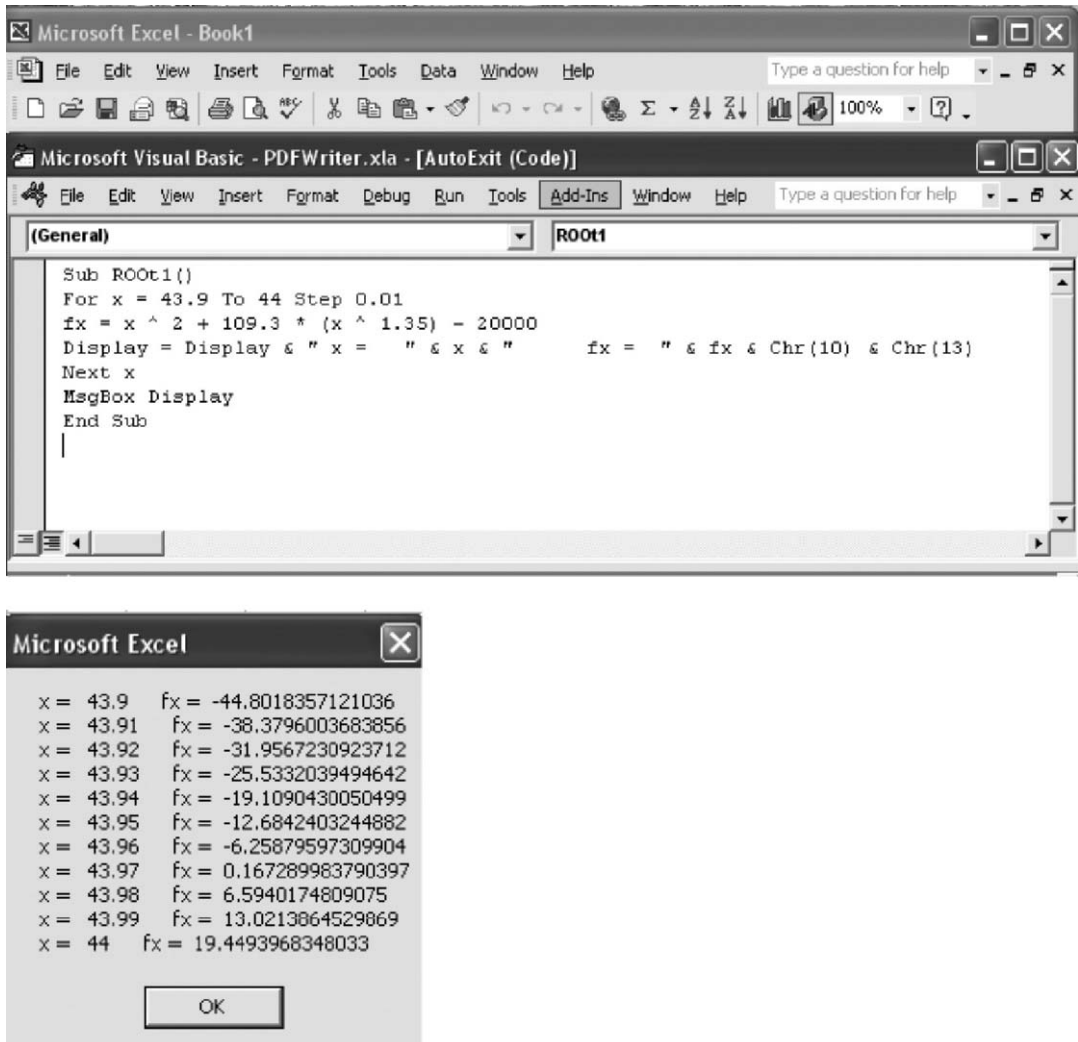 Microsoft Excel - Book1
File Edit View Insert Format Tools Data Window Help Type a question for help
ABC Σ A Z Z A 100% ?
Microsoft Visual Basic - PDFWriter.xla - [AutoExit (Code)]
File Edit View Insert Format Debug Run Tools Add-Ins Window Help Type a question for help
(General) ROOt1
Sub ROOt1()
For x = 43.9 To 44 Step 0.01
fx = x ^ 2 + 109.3 * (x ^ 1.35) - 20000
Display = Display & " x = " & x & " fx = " & fx & Chr(10) & Chr(13)
Next x
MsgBox Display
End Sub
Microsoft Excel
x = 43.9 fx = -44.8018357121036
x = 43.91 fx = -38.3796003683856
x = 43.92 fx = -31.9567230923712
x = 43.93 fx = -25.5332039494642
x = 43.94 fx = -19.1090430050499
x = 43.95 fx = -12.6842403244882
x = 43.96 fx = -6.25879597309904
x = 43.97 fx = 0.167289983790397
x = 43.98 fx = 6.5940174809075
x = 43.99 fx = 13.0213864529869
x = 44 fx = 19.4493968348033
OK